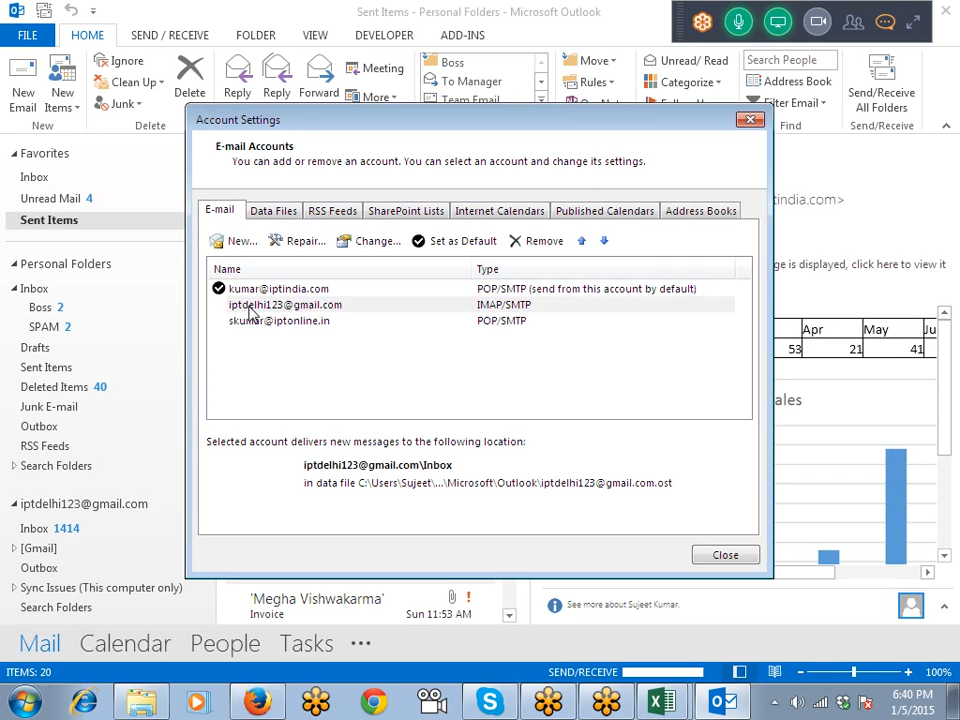 Sent Items - Personal Folders - Microsoft Outlook
FILE HOME SEND / RECEIVE FOLDER VIEW DEVELOPER ADD-INS
New Email
New Items
Ignore
Clean Up
Junk
Delete
Reply
Reply
Forward
Meeting
More
Boss
To Manager
Team Email
Move
Rules
Unread/ Read
Categorize
Search People
Address Book
Filter Email
Send/Receive All Folders
New Delete Find Send/Receive
Favorites
Inbox
Unread Mail 4
Sent Items
Personal Folders
Inbox
Boss 2
SPAM 2
Drafts
Sent Items
Deleted Items 40
Junk E-mail
Outbox
RSS Feeds
Search Folders
iptdelhi123@gmail.com
Inbox 1414
[Gmail]
Outbox
Sync Issues (This computer only)
Search Folders
Account Settings
E-mail Accounts
You can add or remove an account. You can select an account and change its settings.
E-mail Data Files RSS Feeds SharePoint Lists Internet Calendars Published Calendars Address Books
New... Repair... Change... Set as Default Remove
Name Type
kumar@iptindia.com POP/SMTP (send from this account by default)
iptdelhi123@gmail.com IMAP/SMTP
skumar@iptonline.in POP/SMTP
Selected account delivers new messages to the following location:
iptdelhi123@gmail.com\Inbox
in data file C:\Users\Sujeet\...\Microsoft\Outlook\iptdelhi123@gmail.com.ost
Close
tindia.com>
ge is displayed, click here to view it
Apr May
53 21 41
ales
'Megha Vishwakarma'
Invoice Sun 11:53 AM
See more about Sujeet Kumar.
Mail Calendar People Tasks
ITEMS: 20 SEND/RECEIVE 100%
6:40 PM
1/5/2015